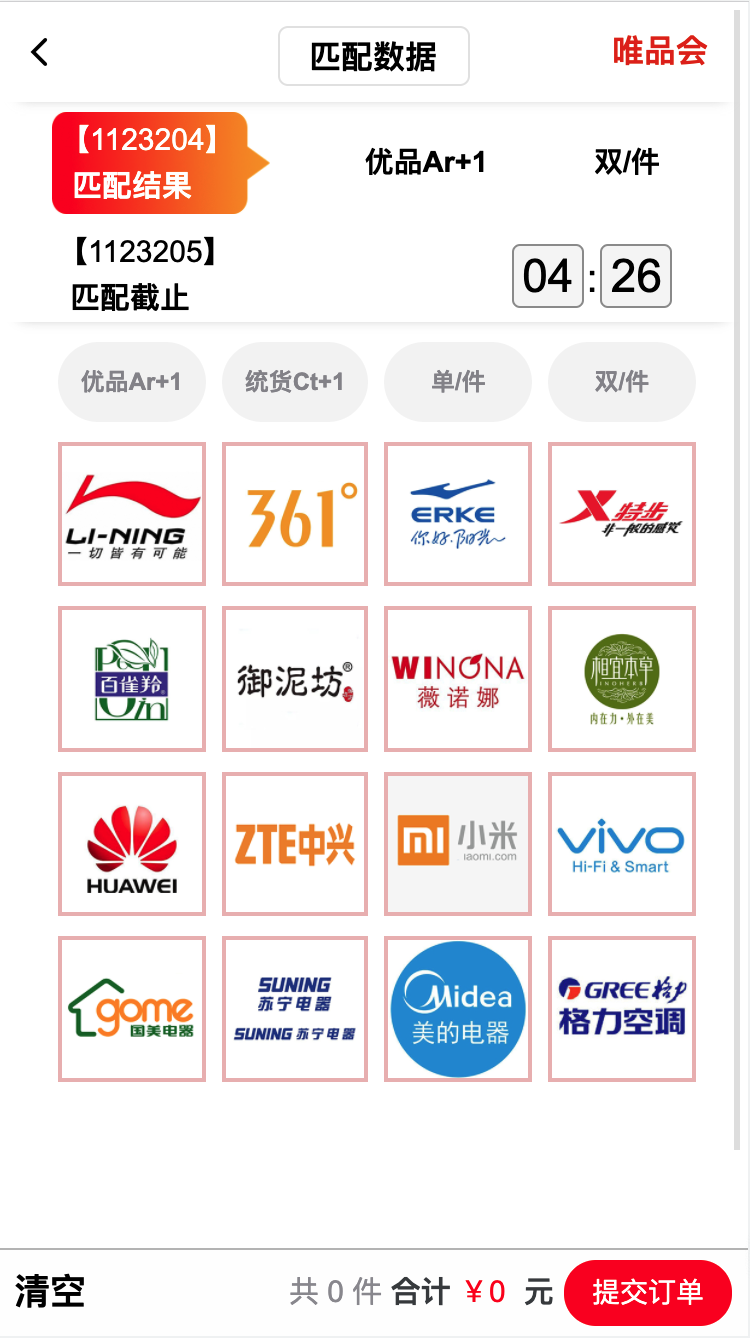 匹配数据
唯品会
【1123204】
匹配结果
优品Ar+1
双/件
【1123205】
匹配截止
04:26
优品Ar+1
统货Ct+1
单/件
双/件
LI-NING
一切皆有可能
361°
ERKE
你好.阳光
X特步
非一般的感觉
百雀羚
御泥坊®
WINONA
薇诺娜
相宜本草
INOHERB
内在力·外在美
HUAWEI
ZTE中兴
mi 小米
iaomi.com
vivo
Hi-Fi & Smart
gome
国美电器
SUNING
苏宁电器
SUNING 苏宁电器
Midea
美的电器
GREE格力
格力空调
清空
共 0 件 合计 ¥0 元
提交订单